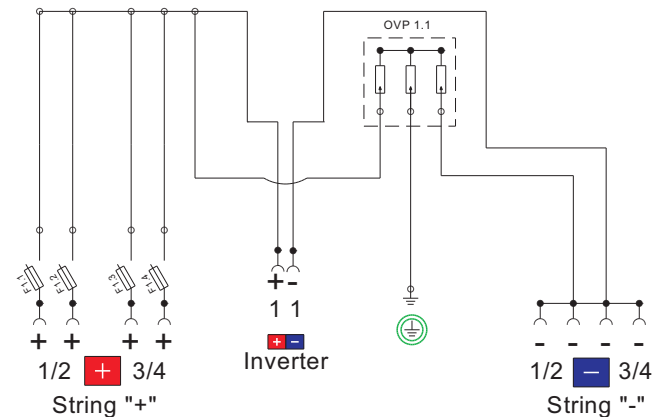 OVP 1.1
F1.1 F1.2 F1.3 F1.4
+ + + +
+ -
1 1
- - - -
1/2 + 3/4
+ -
1/2 - 3/4
Inverter
String "+"
String "-"